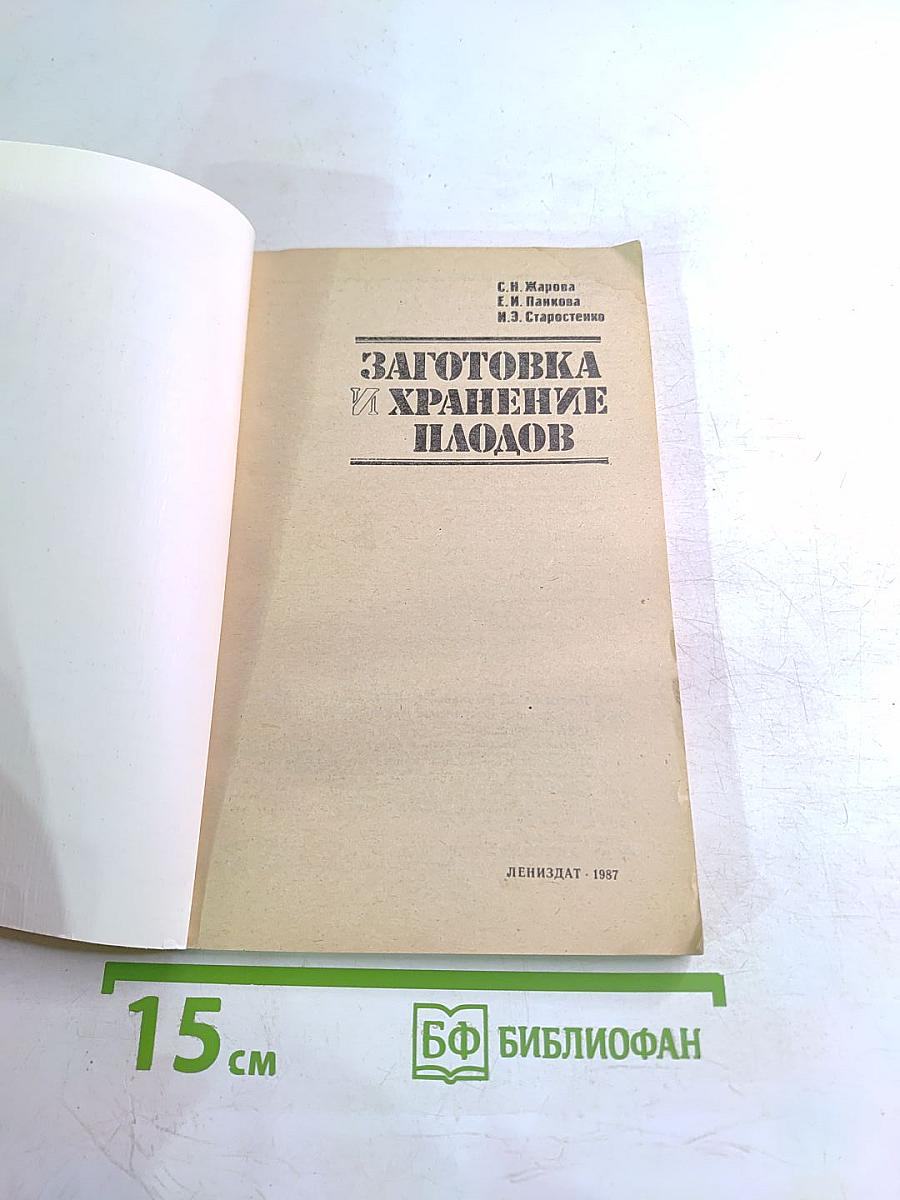 С.Н. Жарова
Е.И. Панкова
И.Э. Старостенко
ЗАГОТОВКА
И ХРАНЕНИЕ
ПЛОДОВ
ЛЕНИЗДАТ · 1987
15 см
БФ БИБЛИОФАН